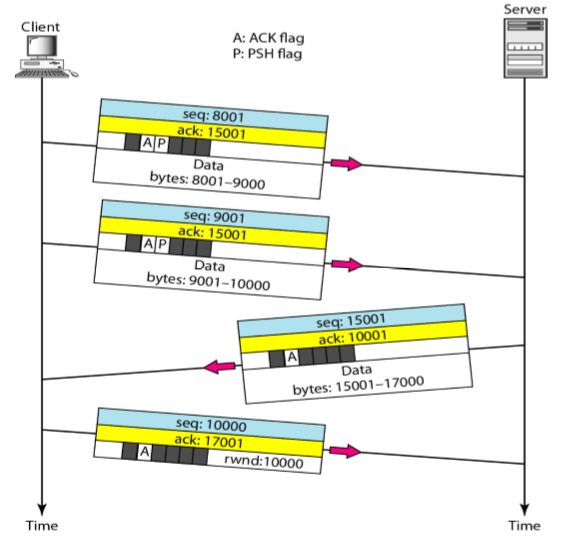 Client
Server
A: ACK flag
P: PSH flag
seq: 8001
ack: 15001
A P
Data
bytes: 8001–9000
seq: 9001
ack: 15001
A P
Data
bytes: 9001–10000
seq: 15001
ack: 10001
A
Data
bytes: 15001–17000
seq: 10000
ack: 17001
A
rwnd:10000
Time
Time